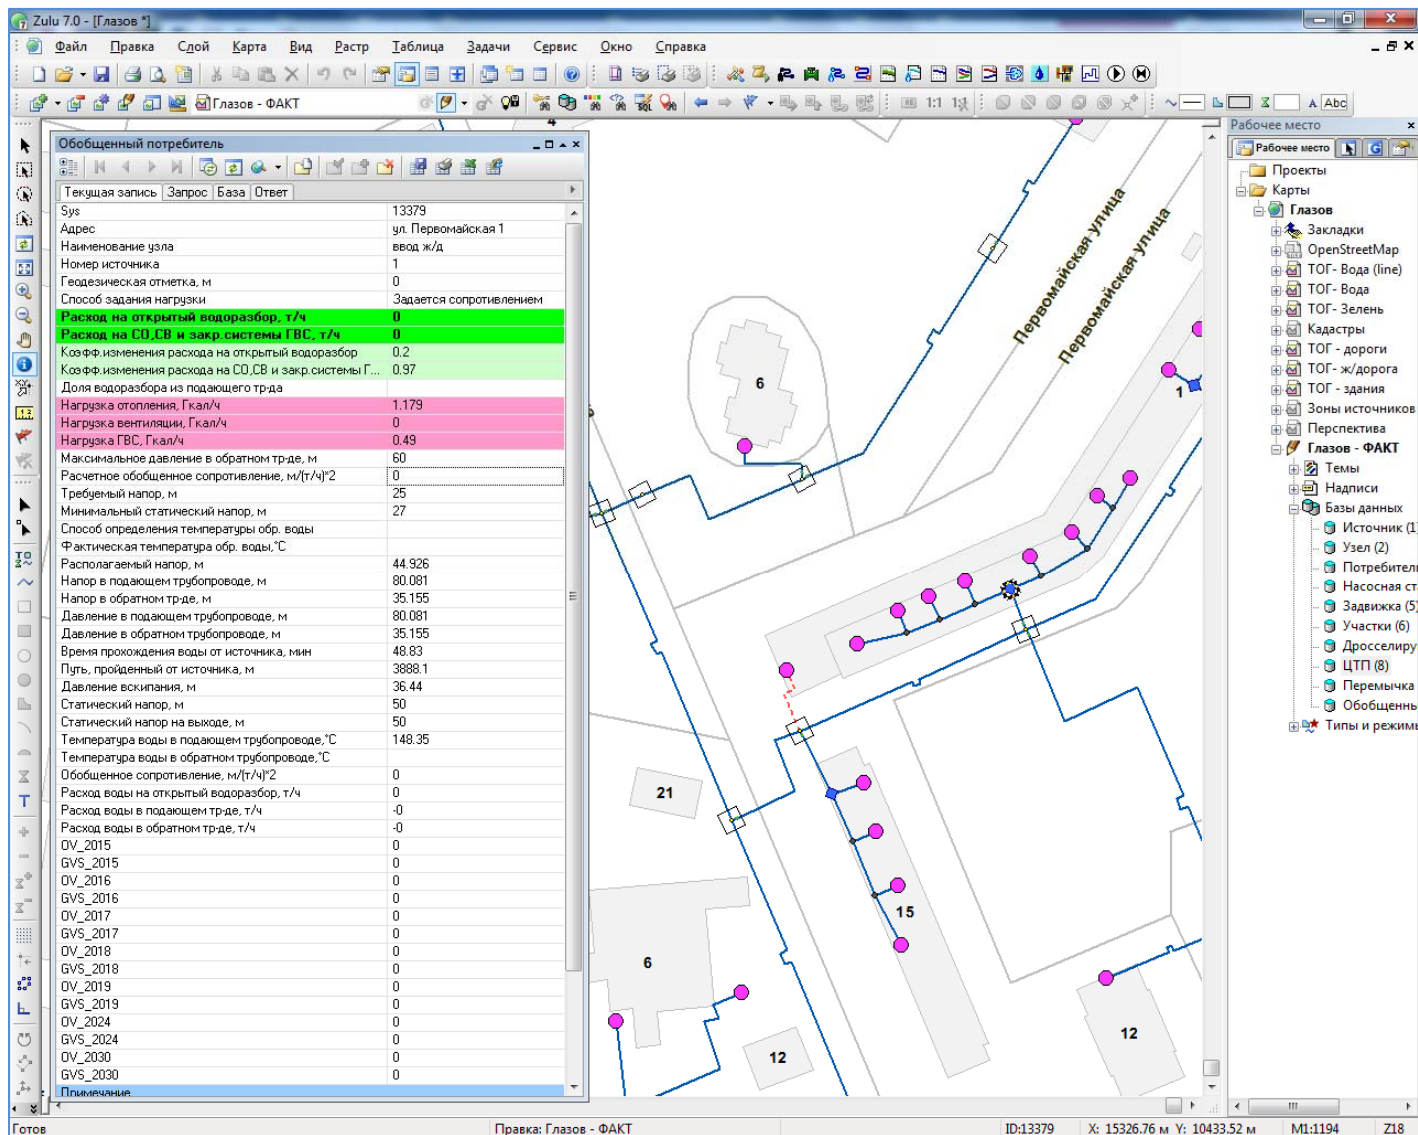 Zulu 7.0 - [Глазов *]
Файл Правка Слой Карта Вид Растр Таблица Задачи Сервис Окно Справка
Глазов - ФАКТ
1:1
Abc
Обобщенный потребитель
Текущая запись Запрос База Ответ
Sys 13379
Адрес ул. Первомайская 1
Наименование узла ввод ж/д
Номер источника 1
Геодезическая отметка, м 0
Способ задания нагрузки Задается сопротивлением
Расход на открытый водоразбор, т/ч 0
Расход на СО,СВ и закр.системы ГВС, т/ч 0
Коэфф.изменения расхода на открытый водоразбор 0.2
Коэфф.изменения расхода на СО,СВ и закр.системы Г... 0.97
Доля водоразбора из подающего тр-да
Нагрузка отопления, Гкал/ч 1.179
Нагрузка вентиляции, Гкал/ч 0
Нагрузка ГВС, Гкал/ч 0.49
Максимальное давление в обратном тр-де, м 60
Расчетное обобщенное сопротивление, м/(т/ч)*2 0
Требуемый напор, м 25
Минимальный статический напор, м 27
Способ определения температуры обр. воды
Фактическая температура обр. воды,°С
Располагаемый напор, м 44.926
Напор в подающем трубопроводе, м 80.081
Напор в обратном тр-де, м 35.155
Давление в подающем трубопроводе, м 80.081
Давление в обратном трубопроводе, м 35.155
Время прохождения воды от источника, мин 48.83
Путь, пройденный от источника, м 3888.1
Давление вскипания, м 36.44
Статический напор, м 50
Статический напор на выходе, м 50
Температура воды в подающем трубопроводе,°С 148.35
Температура воды в обратном трубопроводе,°С
Обобщенное сопротивление, м/(т/ч)*2 0
Расход воды на открытый водоразбор, т/ч 0
Расход воды в подающем тр-де, т/ч -0
Расход воды в обратном тр-де, т/ч -0
OV_2015 0
GVS_2015 0
OV_2016 0
GVS_2016 0
OV_2017 0
GVS_2017 0
OV_2018 0
GVS_2018 0
OV_2019 0
GVS_2019 0
OV_2024 0
GVS_2024 0
OV_2030 0
GVS_2030 0
Примечание
4
Первомайская улица
Первомайская улица
6
1
21
15
6
12
12
Рабочее место
Рабочее место
Проекты
Карты
Глазов
Закладки
OpenStreetMap
ТОГ- Вода (line)
ТОГ- Вода
ТОГ- Зелень
Кадастры
ТОГ - дороги
ТОГ- ж/дорога
ТОГ - здания
Зоны источников
Перспектива
Глазов - ФАКТ
Темы
Надписи
Базы данных
Источник (1)
Узел (2)
Потребитель
Насосная ст
Задвижка (5)
Участки (6)
Дросселиру
ЦТП (8)
Перемычка
Обобщенны
Типы и режимы
Готов Правка: Глазов - ФАКТ ID:13379 X: 15326.76 м Y: 10433.52 м М1:1194 Z18